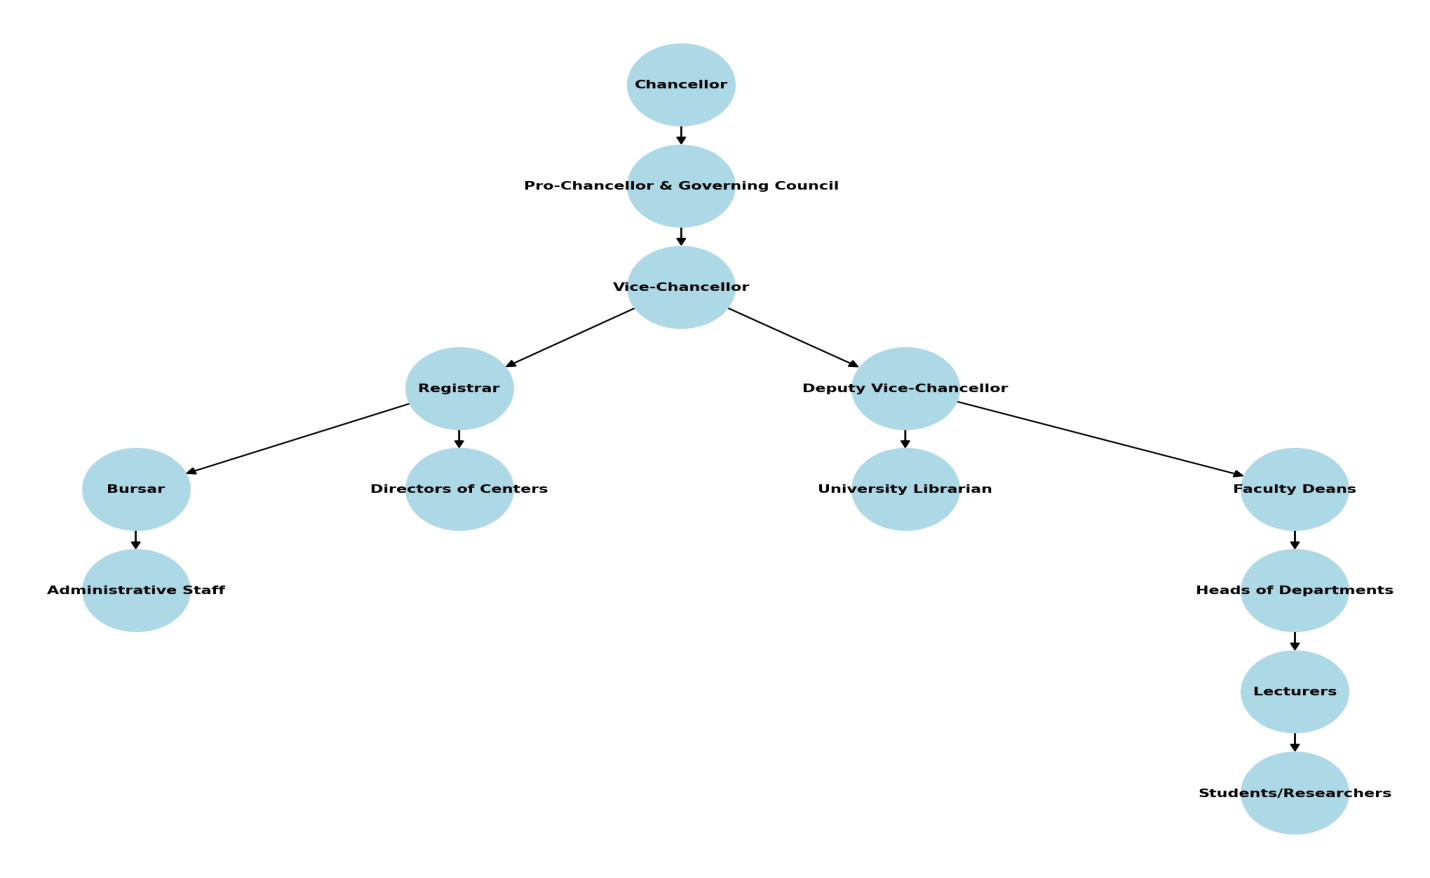 Chancellor
Pro-Chancellor & Governing Council
Vice-Chancellor
Registrar
Deputy Vice-Chancellor
Bursar
Directors of Centers
University Librarian
Faculty Deans
Administrative Staff
Heads of Departments
Lecturers
Students/Researchers